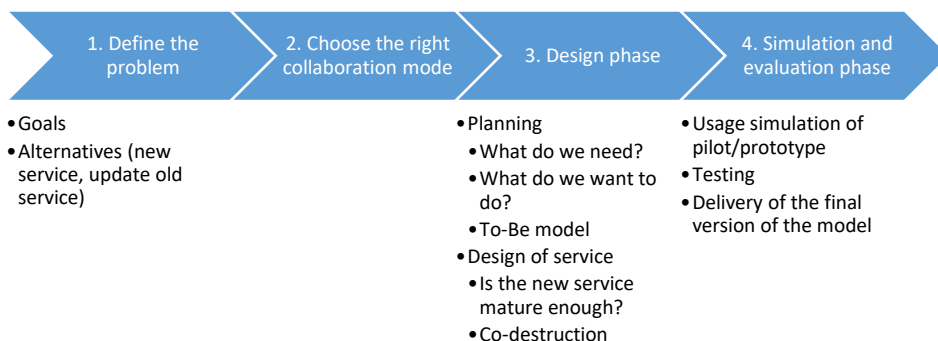 1. Define the
problem
2. Choose the right
collaboration mode
3. Design phase
4. Simulation and
evaluation phase
•Goals
•Alternatives (new
service, update old
service)
•Planning
•What do we need?
•What do we want to
do?
•To-Be model
•Design of service
•Is the new service
mature enough?
•Co-destruction
•Usage simulation of
pilot/prototype
•Testing
•Delivery of the final
version of the model